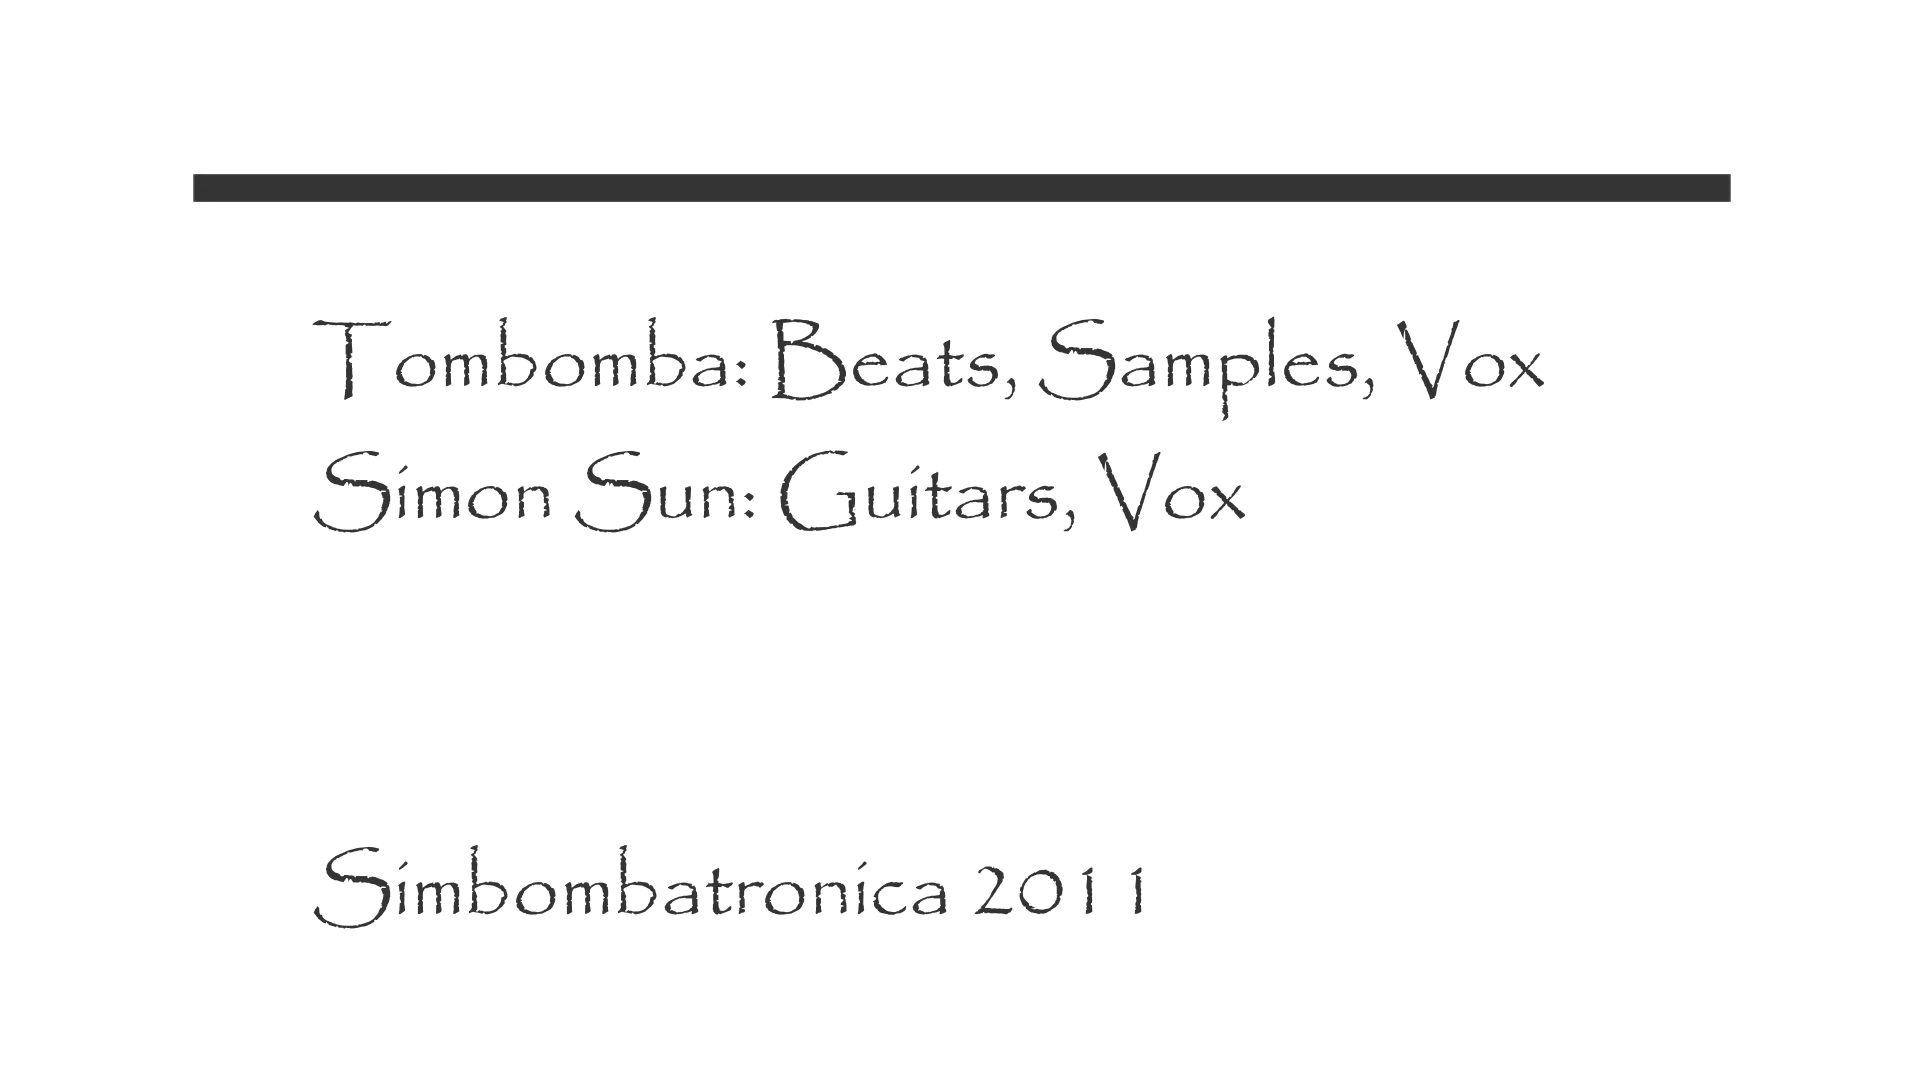 Tombomba: Beats, Samples, Vox
Simon Sun: Guitars, Vox
Simbombatronica 2011